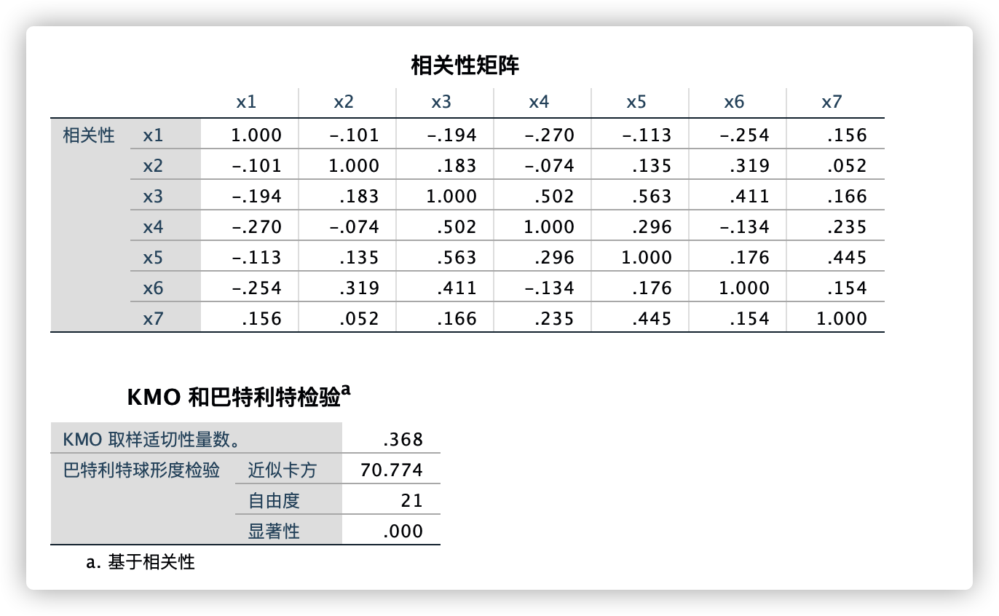 相关性矩阵
x1 x2 x3 x4 x5 x6 x7
相关性 x1 1.000 -.101 -.194 -.270 -.113 -.254 .156
x2 -.101 1.000 .183 -.074 .135 .319 .052
x3 -.194 .183 1.000 .502 .563 .411 .166
x4 -.270 -.074 .502 1.000 .296 -.134 .235
x5 -.113 .135 .563 .296 1.000 .176 .445
x6 -.254 .319 .411 -.134 .176 1.000 .154
x7 .156 .052 .166 .235 .445 .154 1.000
KMO 和巴特利特检验a
KMO 取样适切性量数。 .368
巴特利特球形度检验 近似卡方 70.774
自由度 21
显著性 .000
a. 基于相关性